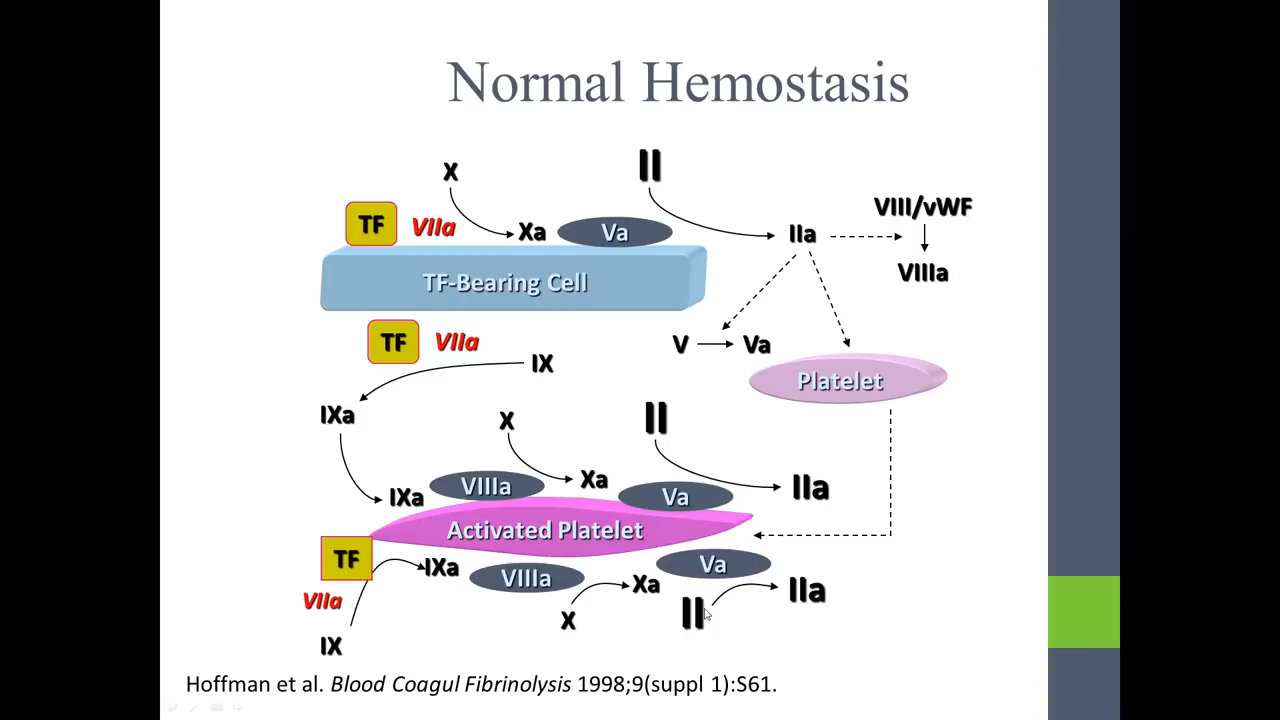 Normal Hemostasis
X
II
VIII/vWF
TF
VIIa
Xa
Va
IIa
VIIIa
TF-Bearing Cell
TF
VIIa
V
Va
IX
Platelet
IXa
X
II
IXa
VIIIa
Xa
Va
IIa
Activated Platelet
TF
IXa
VIIIa
Xa
Va
IIa
VIIa
X
II
IX
Hoffman et al. Blood Coagul Fibrinolysis 1998;9(suppl 1):S61.